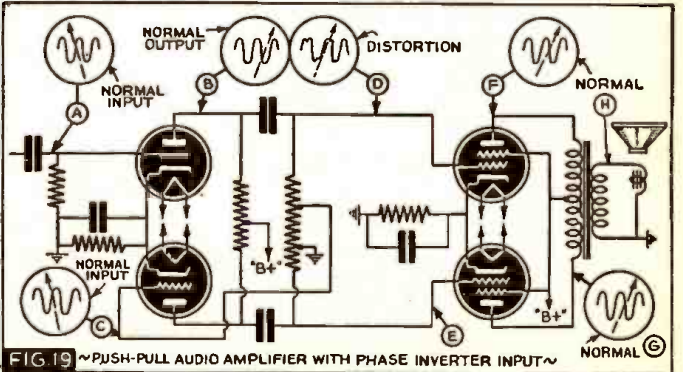 NORMAL INPUT
A
NORMAL OUTPUT
B
DISTORTION
D
F
NORMAL
H
NORMAL INPUT
C
"B+"
E
"B+"
NORMAL G
FIG.19 ~PUSH-PULL AUDIO AMPLIFIER WITH PHASE INVERTER INPUT~